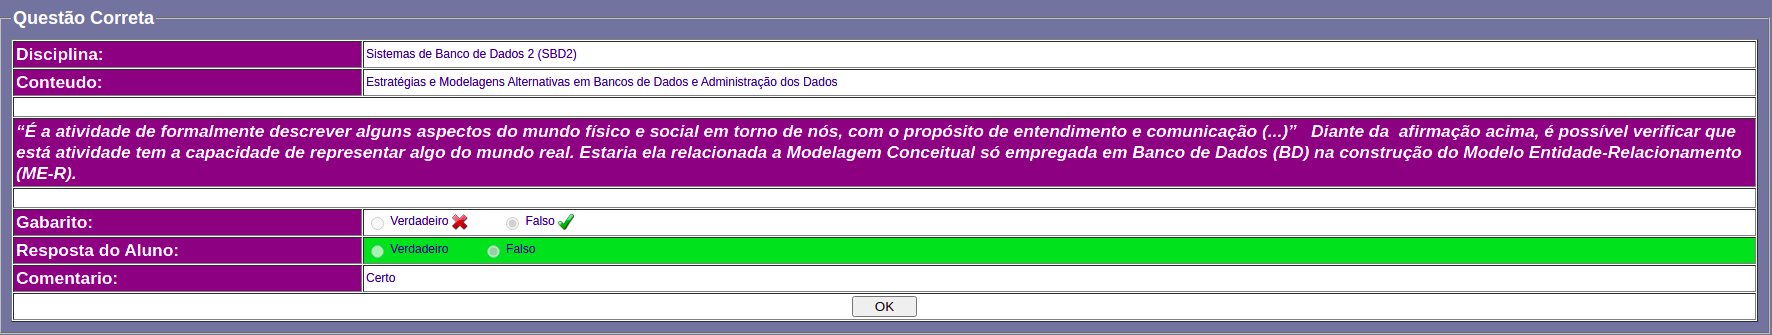 Questão Correta
Disciplina: Sistemas de Banco de Dados 2 (SBD2)
Conteudo: Estratégias e Modelagens Alternativas em Bancos de Dados e Administração dos Dados
“É a atividade de formalmente descrever alguns aspectos do mundo físico e social em torno de nós, com o propósito de entendimento e comunicação (...)” Diante da afirmação acima, é possível verificar que
está atividade tem a capacidade de representar algo do mundo real. Estaria ela relacionada a Modelagem Conceitual só empregada em Banco de Dados (BD) na construção do Modelo Entidade-Relacionamento
(ME-R).
Gabarito: Verdadeiro Falso
Resposta do Aluno: Verdadeiro Falso
Comentario: Certo
OK